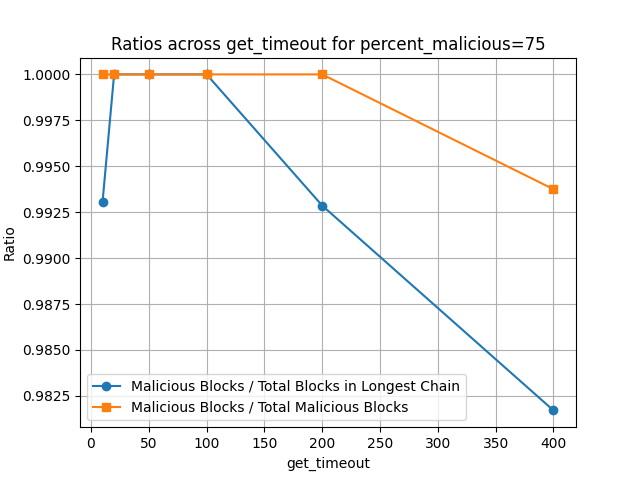 Ratios across get_timeout for percent_malicious=75
1.0000
0.9975
0.9950
0.9925
0.9900
0.9875
0.9850
0.9825
Ratio
Malicious Blocks / Total Blocks in Longest Chain
Malicious Blocks / Total Malicious Blocks
0 50 100 150 200 250 300 350 400
get_timeout